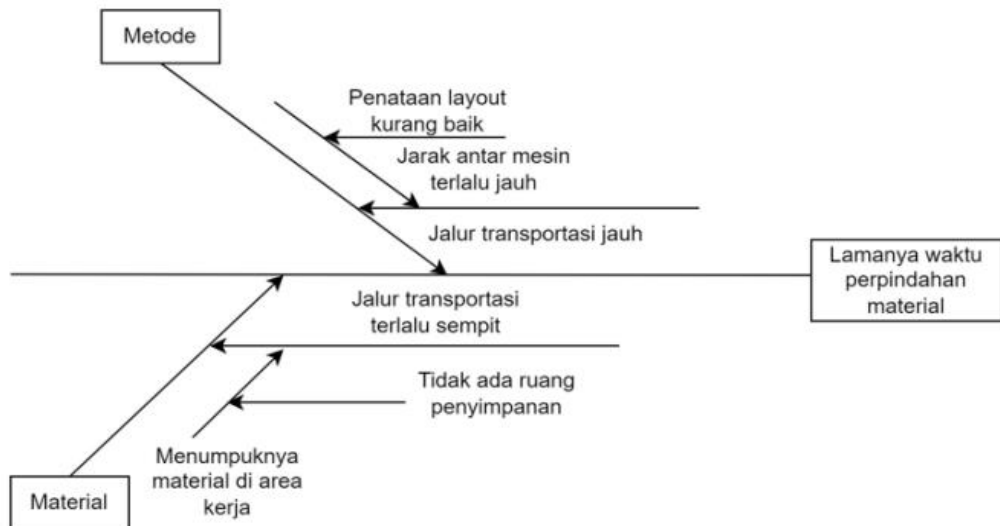 Metode
Penataan layout
kurang baik
Jarak antar mesin
terlalu jauh
Jalur transportasi jauh
Lamanya waktu
perpindahan
material
Jalur transportasi
terlalu sempit
Tidak ada ruang
penyimpanan
Menumpuknya
material di area
kerja
Material